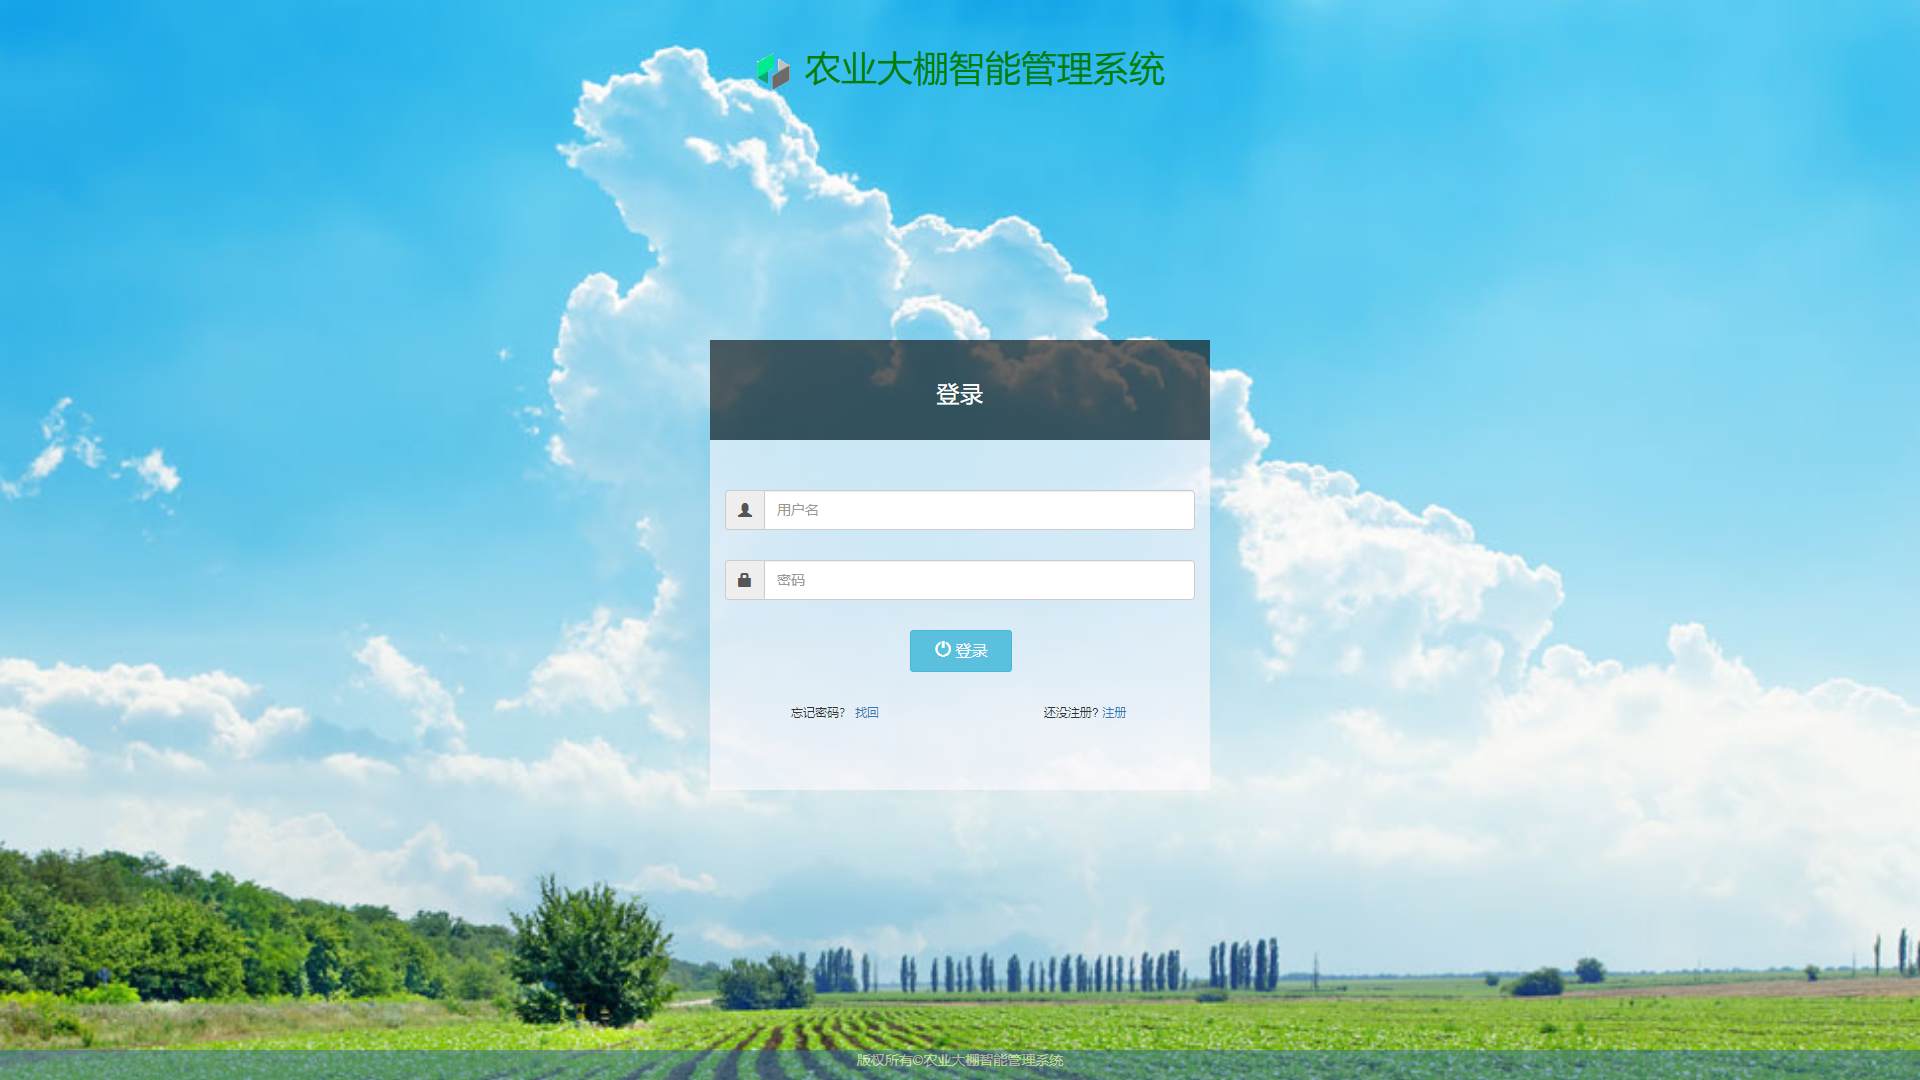 农业大棚智能管理系统
登录
用户名
密码
登录
忘记密码? 找回
还没注册? 注册
版权所有©农业大棚智能管理系统